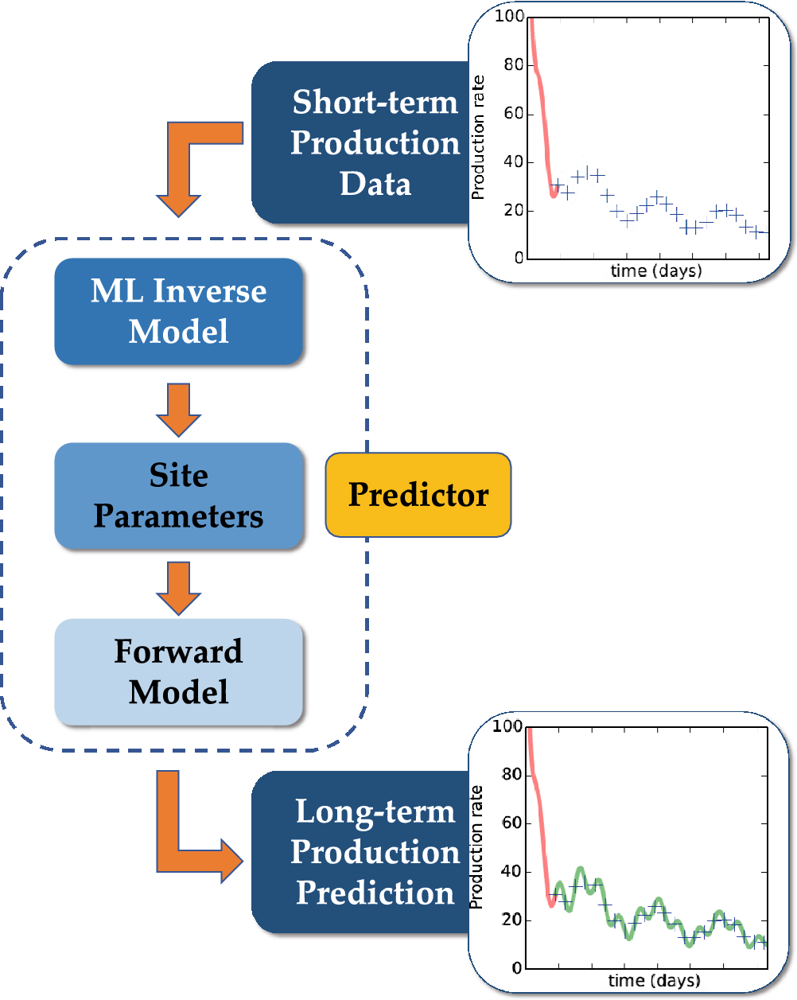 Short-term
Production
Data
100
80
60
40
20
0
Production rate
time (days)
ML Inverse
Model
Site
Parameters
Predictor
Forward
Model
Long-term
Production
Prediction
100
80
60
40
20
0
Production rate
time (days)